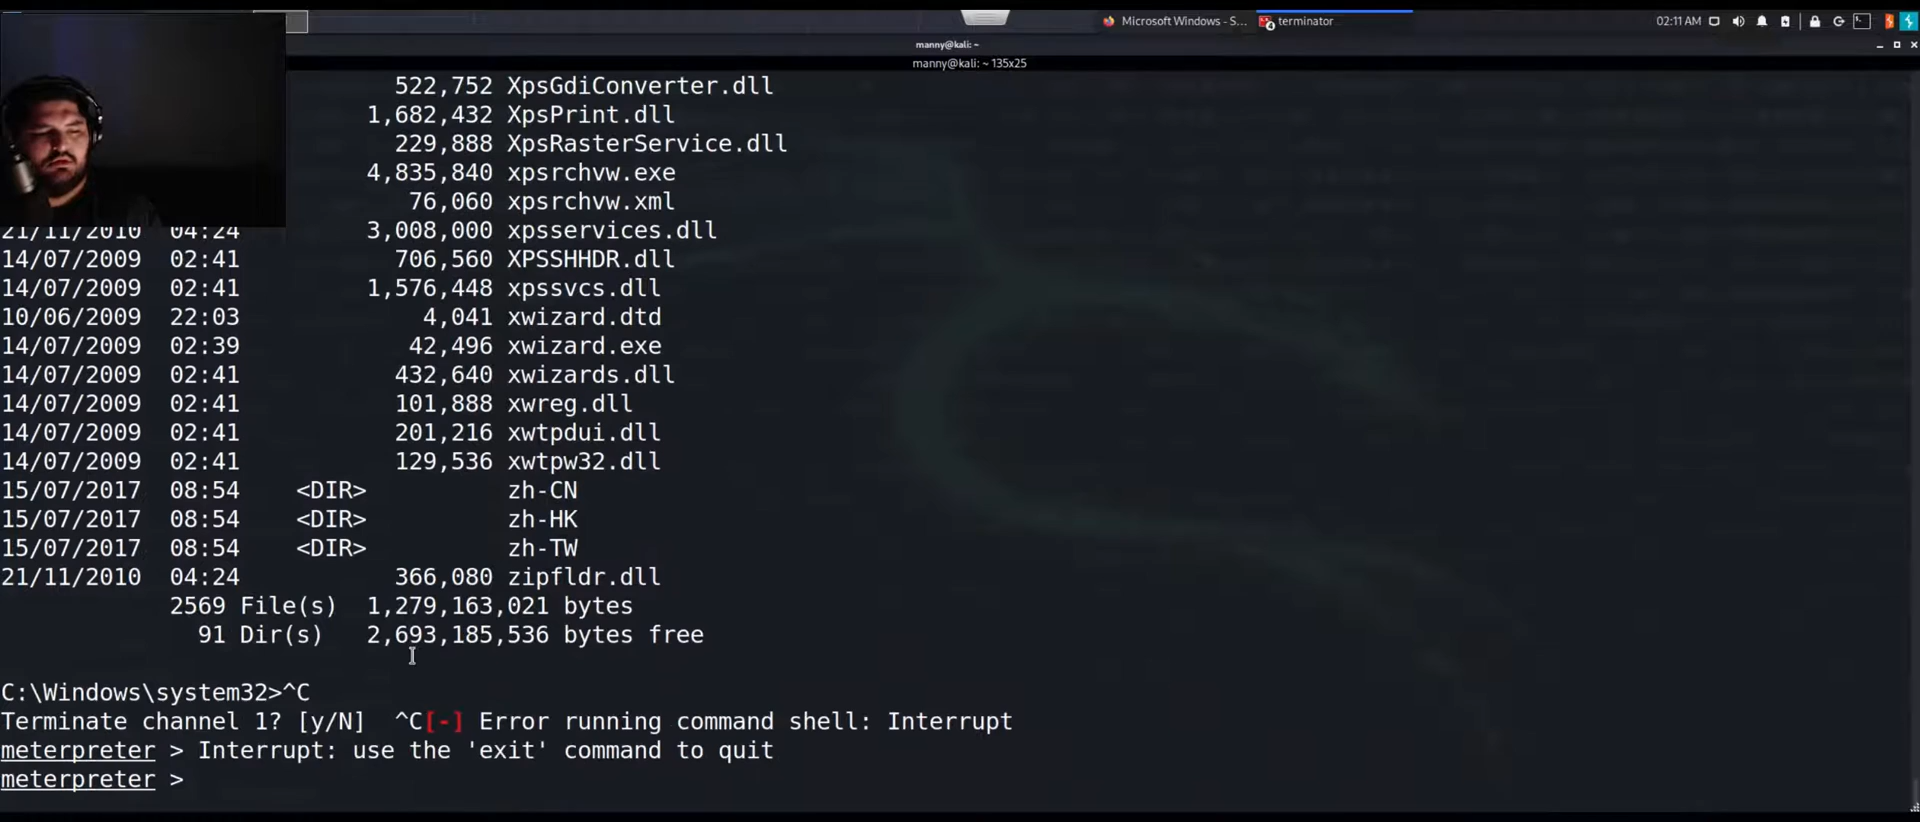 Microsoft Windows - S...
4
terminator
02:11 AM
manny@kali: ~
manny@kali: ~ 135x25
522,752 XpsGdiConverter.dll
1,682,432 XpsPrint.dll
229,888 XpsRasterService.dll
4,835,840 xpsrchvw.exe
76,060 xpsrchvw.xml
21/11/2010 04:24 3,008,000 xpsservices.dll
14/07/2009 02:41 706,560 XPSSHHDR.dll
14/07/2009 02:41 1,576,448 xpssvcs.dll
10/06/2009 22:03 4,041 xwizard.dtd
14/07/2009 02:39 42,496 xwizard.exe
14/07/2009 02:41 432,640 xwizards.dll
14/07/2009 02:41 101,888 xwreg.dll
14/07/2009 02:41 201,216 xwtpdui.dll
14/07/2009 02:41 129,536 xwtpw32.dll
15/07/2017 08:54 <DIR> zh-CN
15/07/2017 08:54 <DIR> zh-HK
15/07/2017 08:54 <DIR> zh-TW
21/11/2010 04:24 366,080 zipfldr.dll
2569 File(s) 1,279,163,021 bytes
91 Dir(s) 2,693,185,536 bytes free
C:\Windows\system32>^C
Terminate channel 1? [y/N] ^C[-] Error running command shell: Interrupt
meterpreter > Interrupt: use the 'exit' command to quit
meterpreter >